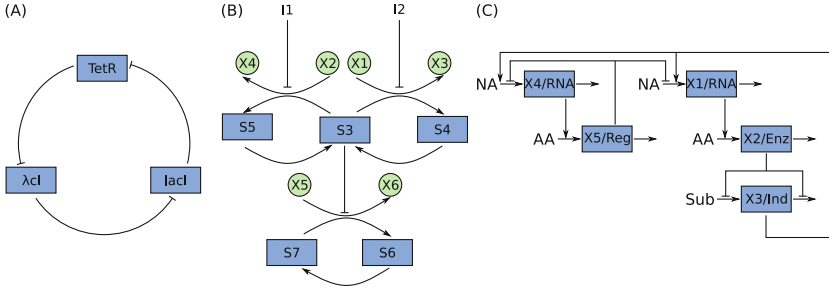 (A)
TetR
λcI
lacI
(B)
I1
I2
X4
X2
X1
X3
S5
S3
S4
X5
X6
S7
S6
(C)
NA
X4/RNA
NA
X1/RNA
AA
X5/Reg
AA
X2/Enz
Sub
X3/Ind